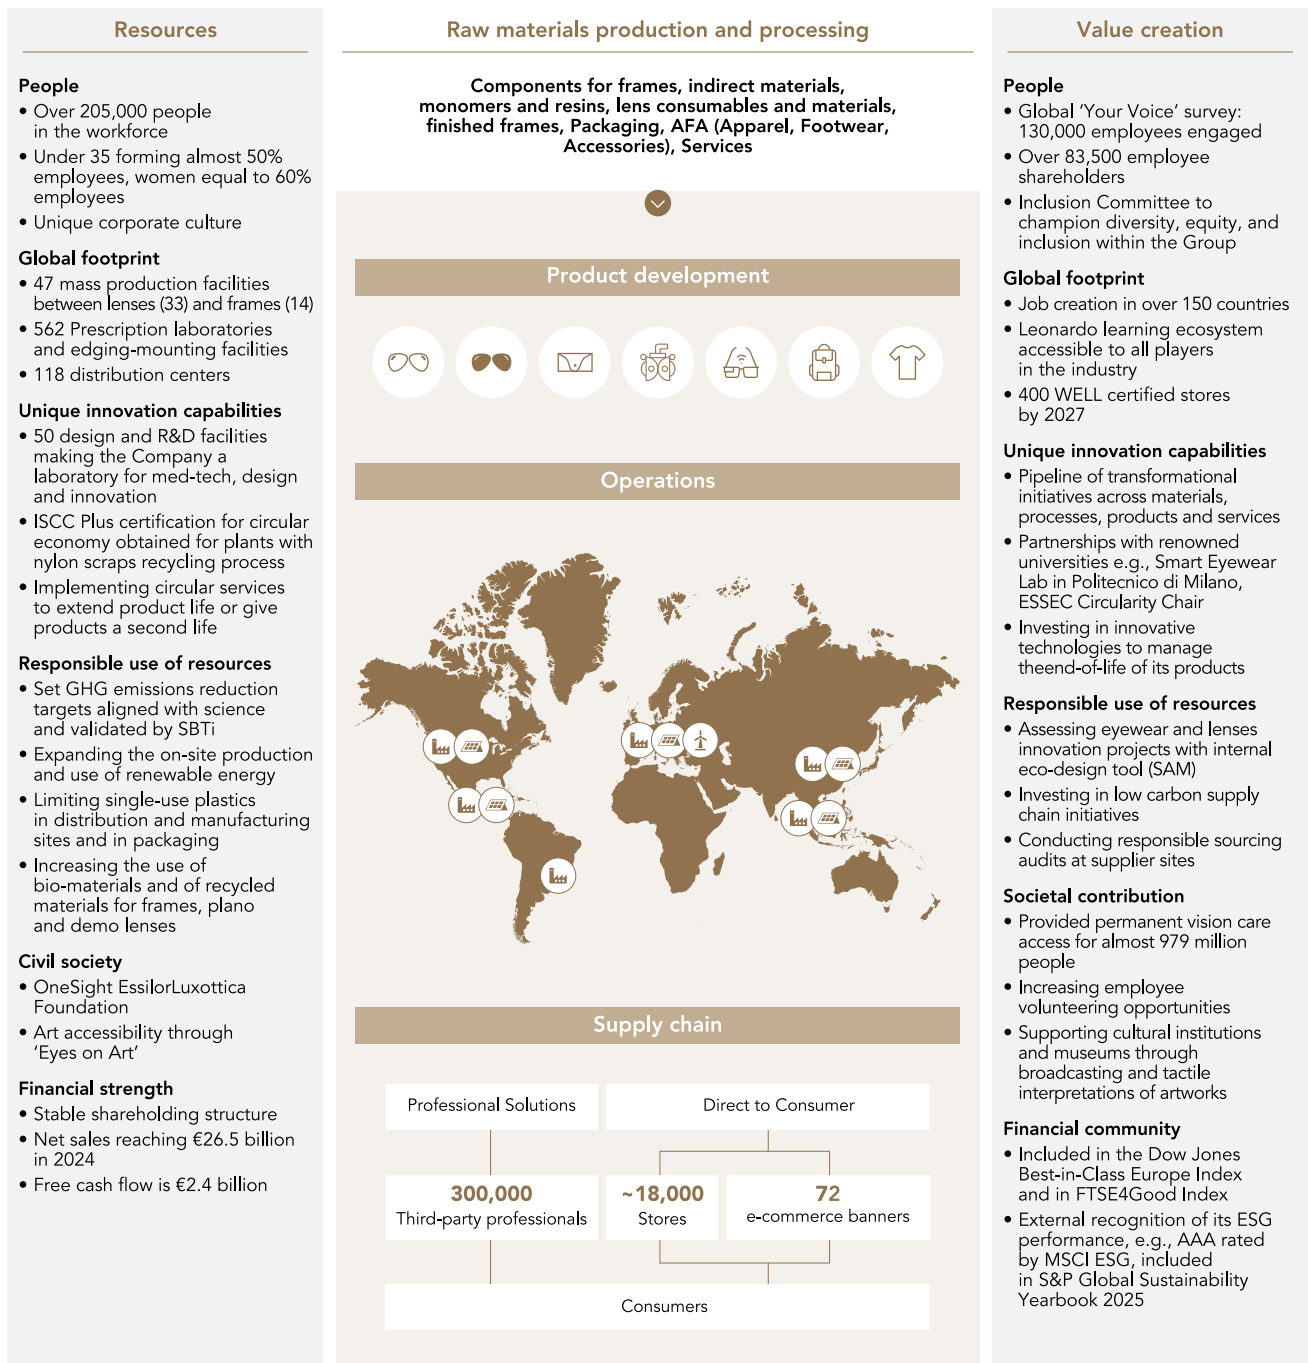 Resources
People
• Over 205,000 people
in the workforce
• Under 35 forming almost 50%
employees, women equal to 60%
employees
• Unique corporate culture
Global footprint
• 47 mass production facilities
between lenses (33) and frames (14)
• 562 Prescription laboratories
and edging-mounting facilities
• 118 distribution centers
Unique innovation capabilities
• 50 design and R&D facilities
making the Company a
laboratory for med-tech, design
and innovation
• ISCC Plus certification for circular
economy obtained for plants with
nylon scraps recycling process
• Implementing circular services
to extend product life or give
products a second life
Responsible use of resources
• Set GHG emissions reduction
targets aligned with science
and validated by SBTi
• Expanding the on-site production
and use of renewable energy
• Limiting single-use plastics
in distribution and manufacturing
sites and in packaging
• Increasing the use of
bio-materials and of recycled
materials for frames, plano
and demo lenses
Civil society
• OneSight EssilorLuxottica
Foundation
• Art accessibility through
‘Eyes on Art’
Financial strength
• Stable shareholding structure
• Net sales reaching €26.5 billion
in 2024
• Free cash flow is €2.4 billion
Raw materials production and processing
Components for frames, indirect materials,
monomers and resins, lens consumables and materials,
finished frames, Packaging, AFA (Apparel, Footwear,
Accessories), Services
Product development
Operations
Supply chain
Professional Solutions
Direct to Consumer
300,000
Third-party professionals
~18,000
Stores
72
e-commerce banners
Consumers
Value creation
People
• Global ‘Your Voice’ survey:
130,000 employees engaged
• Over 83,500 employee
shareholders
• Inclusion Committee to
champion diversity, equity, and
inclusion within the Group
Global footprint
• Job creation in over 150 countries
• Leonardo learning ecosystem
accessible to all players
in the industry
• 400 WELL certified stores
by 2027
Unique innovation capabilities
• Pipeline of transformational
initiatives across materials,
processes, products and services
• Partnerships with renowned
universities e.g., Smart Eyewear
Lab in Politecnico di Milano,
ESSEC Circularity Chair
• Investing in innovative
technologies to manage
theend-of-life of its products
Responsible use of resources
• Assessing eyewear and lenses
innovation projects with internal
eco-design tool (SAM)
• Investing in low carbon supply
chain initiatives
• Conducting responsible sourcing
audits at supplier sites
Societal contribution
• Provided permanent vision care
access for almost 979 million
people
• Increasing employee
volunteering opportunities
• Supporting cultural institutions
and museums through
broadcasting and tactile
interpretations of artworks
Financial community
• Included in the Dow Jones
Best-in-Class Europe Index
and in FTSE4Good Index
• External recognition of its ESG
performance, e.g., AAA rated
by MSCI ESG, included
in S&P Global Sustainability
Yearbook 2025